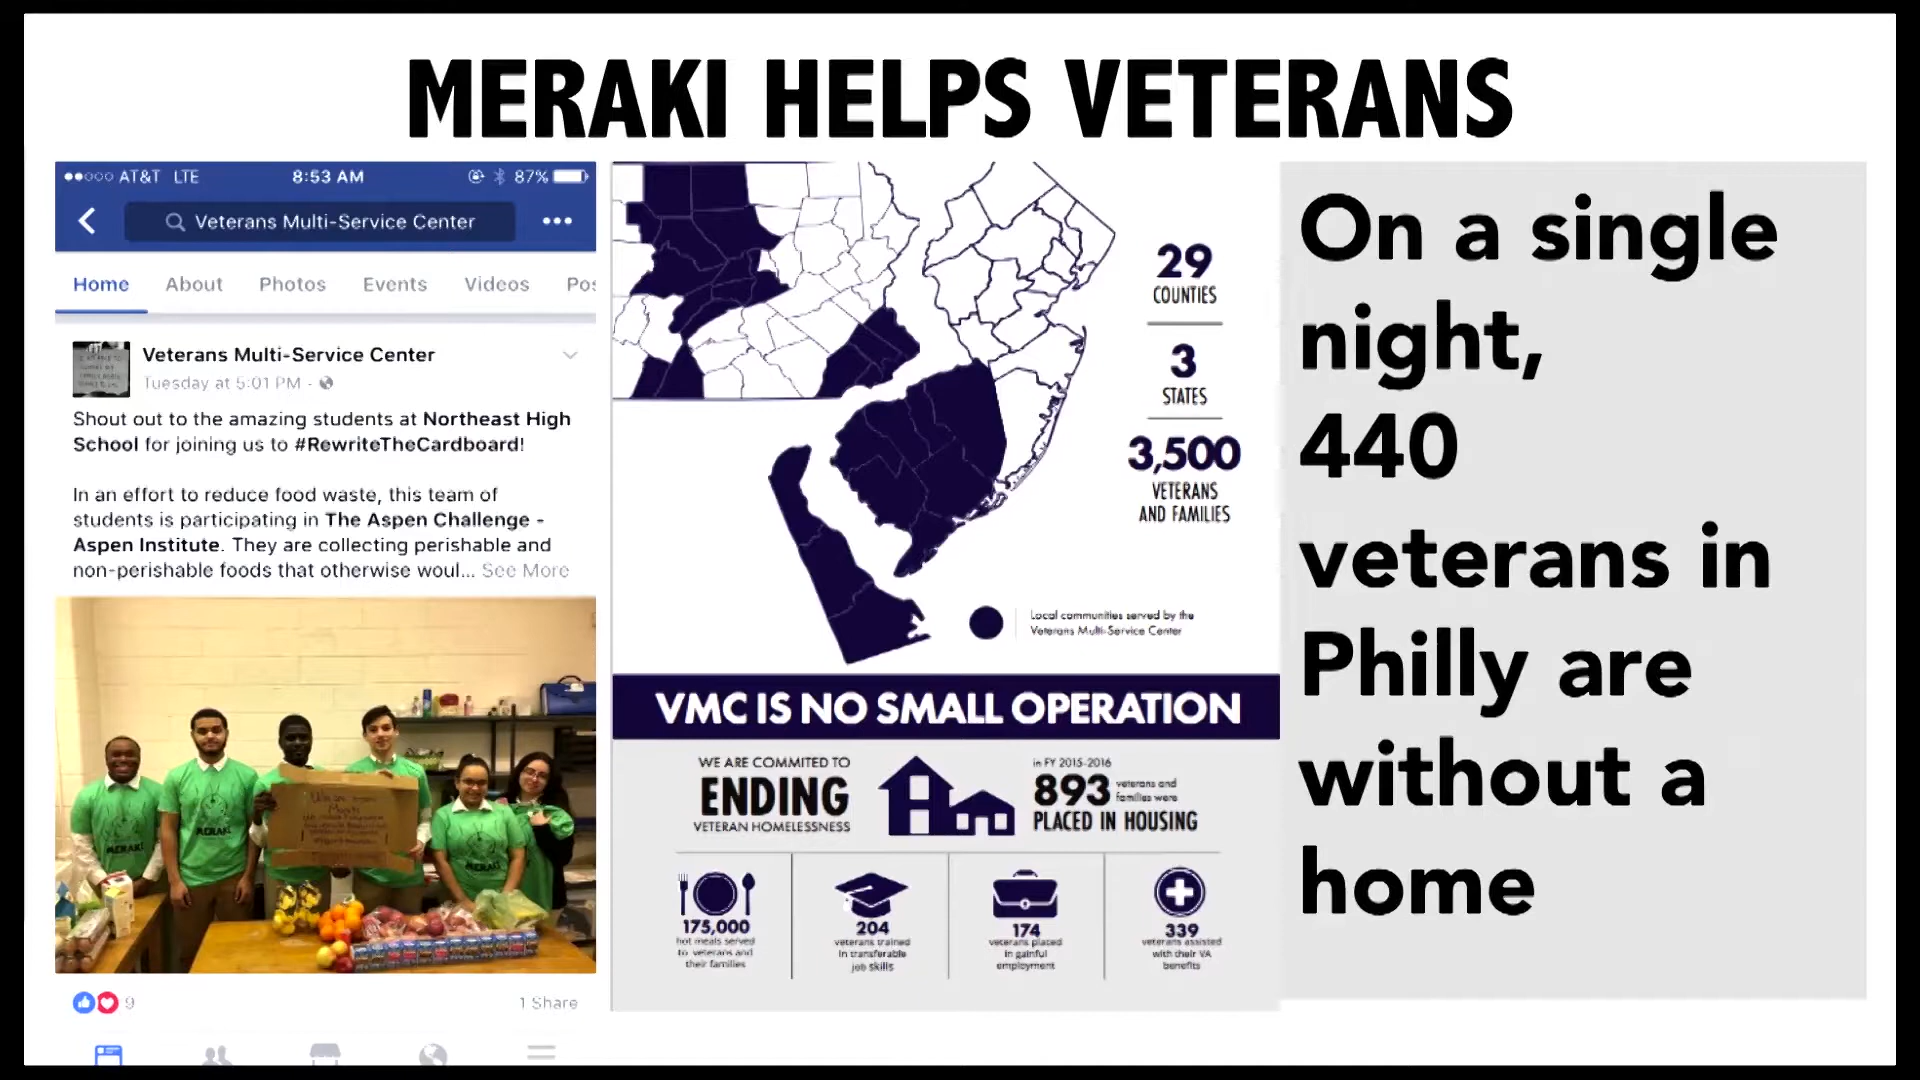 MERAKI HELPS VETERANS
AT&T LTE 8:53 AM 87%
Veterans Multi-Service Center
Home About Photos Events Videos Pos
Veterans Multi-Service Center
Tuesday at 5:01 PM -
Shout out to the amazing students at Northeast High
School for joining us to #RewriteTheCardboard!
In an effort to reduce food waste, this team of
students is participating in The Aspen Challenge -
Aspen Institute. They are collecting perishable and
non-perishable foods that otherwise woul... See More
MERAKI
MERAKI
9
1 Share
29
COUNTIES
3
STATES
3,500
VETERANS
AND FAMILIES
Local communities served by the
Veterans Multi-Service Center
VMC IS NO SMALL OPERATION
WE ARE COMMITED TO
ENDING
VETERAN HOMELESSNESS
in FY 2015-2016
893 veterans and
families were
PLACED IN HOUSING
175,000
hot meals served
to veterans and
their families
204
veterans trained
in transferable
job skills
174
veterans placed
in gainful
employment
339
veterans assisted
with their VA
benefits
On a single
night,
440
veterans in
Philly are
without a
home